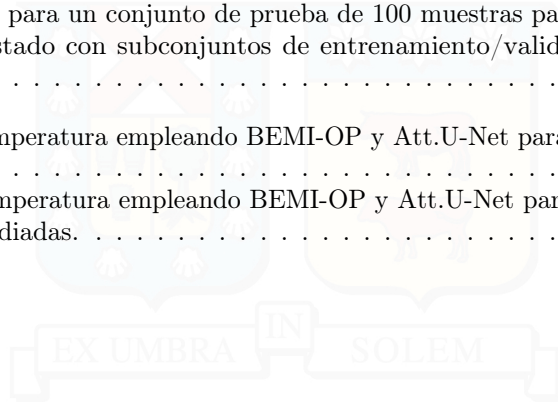 para un conjunto de prueba de 100 muestras pa
stado con subconjuntos de entrenamiento/valid
. . . . . . . . . . . . . . . . . . . . . . . . . . .
mperatura empleando BEMI-OP y Att.U-Net para
. . . . . . . . . . . . . . . . . . . . . . . . . . .
mperatura empleando BEMI-OP y Att.U-Net par
diadas. . . . . . . . . . . . . . . . . . . . . . . .
EX UMBRA IN SOLEM